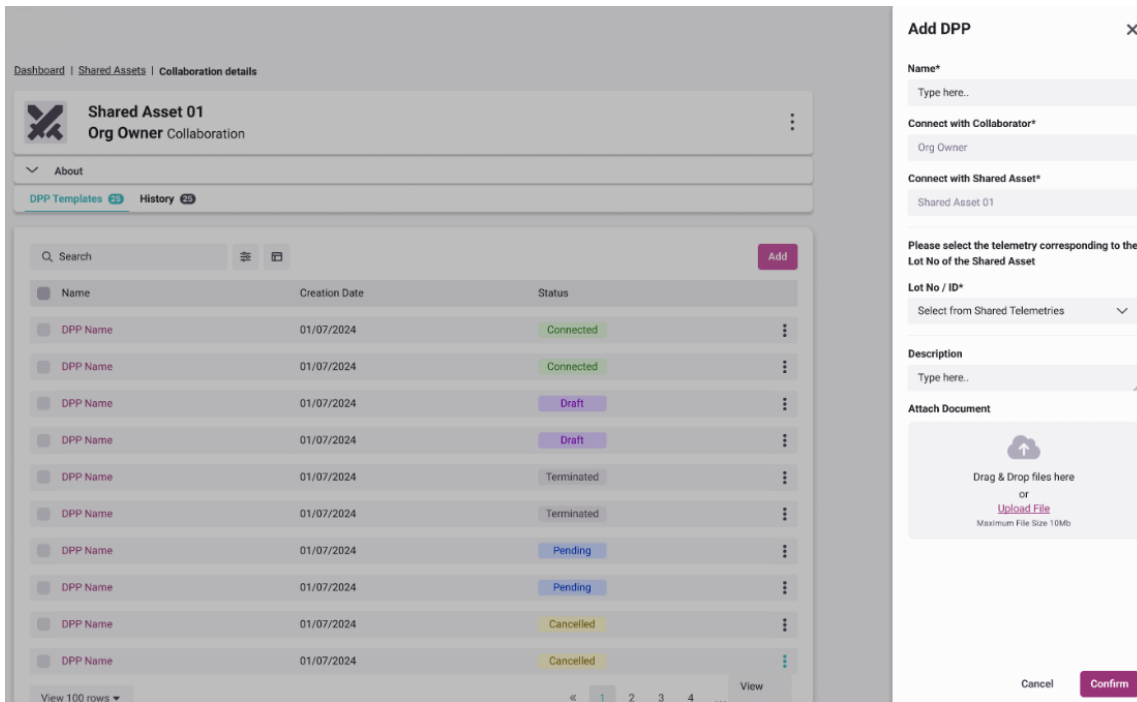 Dashboard | Shared Assets | Collaboration details
Shared Asset 01
Org Owner Collaboration
About
DPP Templates 25 History 25
Search Add
Name Creation Date Status
DPP Name 01/07/2024 Connected
DPP Name 01/07/2024 Connected
DPP Name 01/07/2024 Draft
DPP Name 01/07/2024 Draft
DPP Name 01/07/2024 Terminated
DPP Name 01/07/2024 Terminated
DPP Name 01/07/2024 Pending
DPP Name 01/07/2024 Pending
DPP Name 01/07/2024 Cancelled
DPP Name 01/07/2024 Cancelled
View
View 100 rows « 1 2 3 4 ...
Add DPP
Name*
Type here..
Connect with Collaborator*
Org Owner
Connect with Shared Asset*
Shared Asset 01
Please select the telemetry corresponding to the
Lot No of the Shared Asset
Lot No / ID*
Select from Shared Telemetries
Description
Type here..
Attach Document
Drag & Drop files here
or
Upload File
Maximum File Size 10Mb
Cancel Confirm